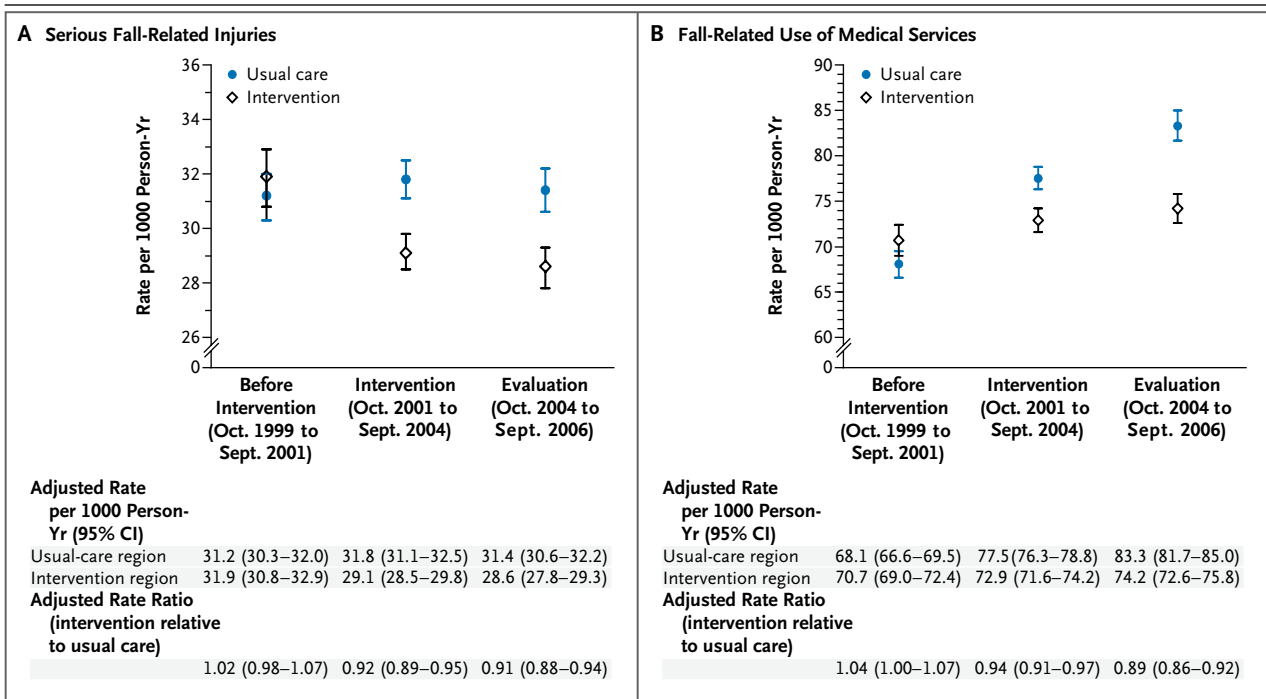 A Serious Fall-Related Injuries
36
34
32
30
28
26
0
Rate per 1000 Person-Yr
Usual care
Intervention
Before
Intervention
(Oct. 1999 to
Sept. 2001)
Intervention
(Oct. 2001 to
Sept. 2004)
Evaluation
(Oct. 2004 to
Sept. 2006)
Adjusted Rate
per 1000 Person-
Yr (95% CI)
Usual-care region 31.2 (30.3–32.0) 31.8 (31.1–32.5) 31.4 (30.6–32.2)
Intervention region 31.9 (30.8–32.9) 29.1 (28.5–29.8) 28.6 (27.8–29.3)
Adjusted Rate Ratio
(intervention relative
to usual care)
1.02 (0.98–1.07) 0.92 (0.89–0.95) 0.91 (0.88–0.94)
B Fall-Related Use of Medical Services
90
85
80
75
70
65
60
0
Rate per 1000 Person-Yr
Usual care
Intervention
Before
Intervention
(Oct. 1999 to
Sept. 2001)
Intervention
(Oct. 2001 to
Sept. 2004)
Evaluation
(Oct. 2004 to
Sept. 2006)
Adjusted Rate
per 1000 Person-
Yr (95% CI)
Usual-care region 68.1 (66.6–69.5) 77.5(76.3–78.8) 83.3 (81.7–85.0)
Intervention region 70.7 (69.0–72.4) 72.9 (71.6–74.2) 74.2 (72.6–75.8)
Adjusted Rate Ratio
(intervention relative
to usual care)
1.04 (1.00–1.07) 0.94 (0.91–0.97) 0.89 (0.86–0.92)